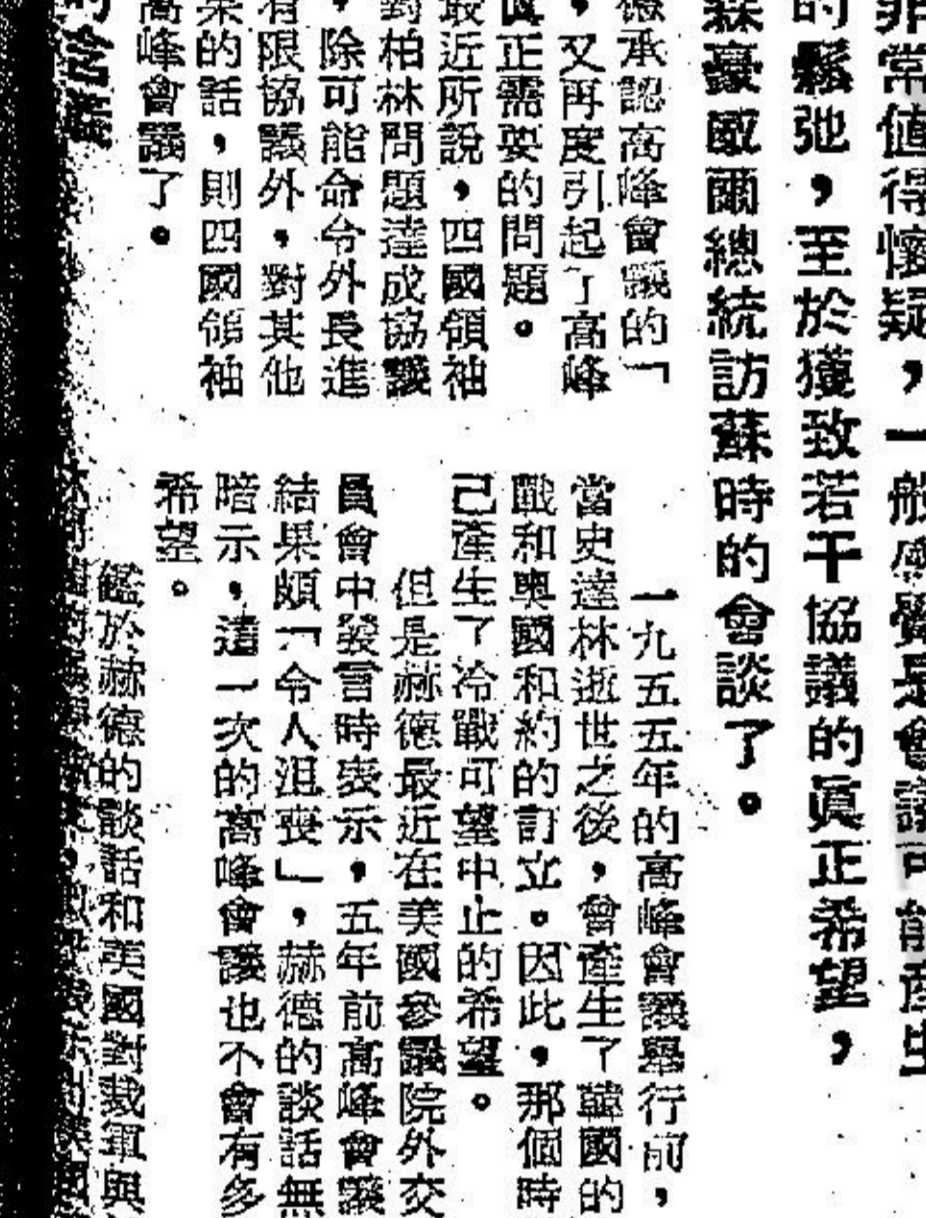 非常值得懷疑，一般感覺是會議可能產生
的鬆弛，至於獲致若干協議的眞正希望，
森豪威爾總統訪蘇時的會談了。
德承認高峰會議的「
，又再度引起了高峰
眞正需要的問題。
最近所說，四國領袖
對柏林問題達成協議
，除可能命令外長進
有限協議外，對其他
果的話，則四國領袖
高峰會議了。
一九五五年的高峰會議舉行前，
當史達林逝世之後，曾產生了韓國的
戰和奧國和約的訂立。因此，那個時
己產生了冷戰可望中止的希望。
但是赫德最近在美國參議院外交
員會中發言時表示，五年前高峰會議
結果頗「令人沮喪」，赫德的談話無
暗示，這一次的高峰會議也不會有多
希望。
鑑於赫德的談話和美國對裁軍與